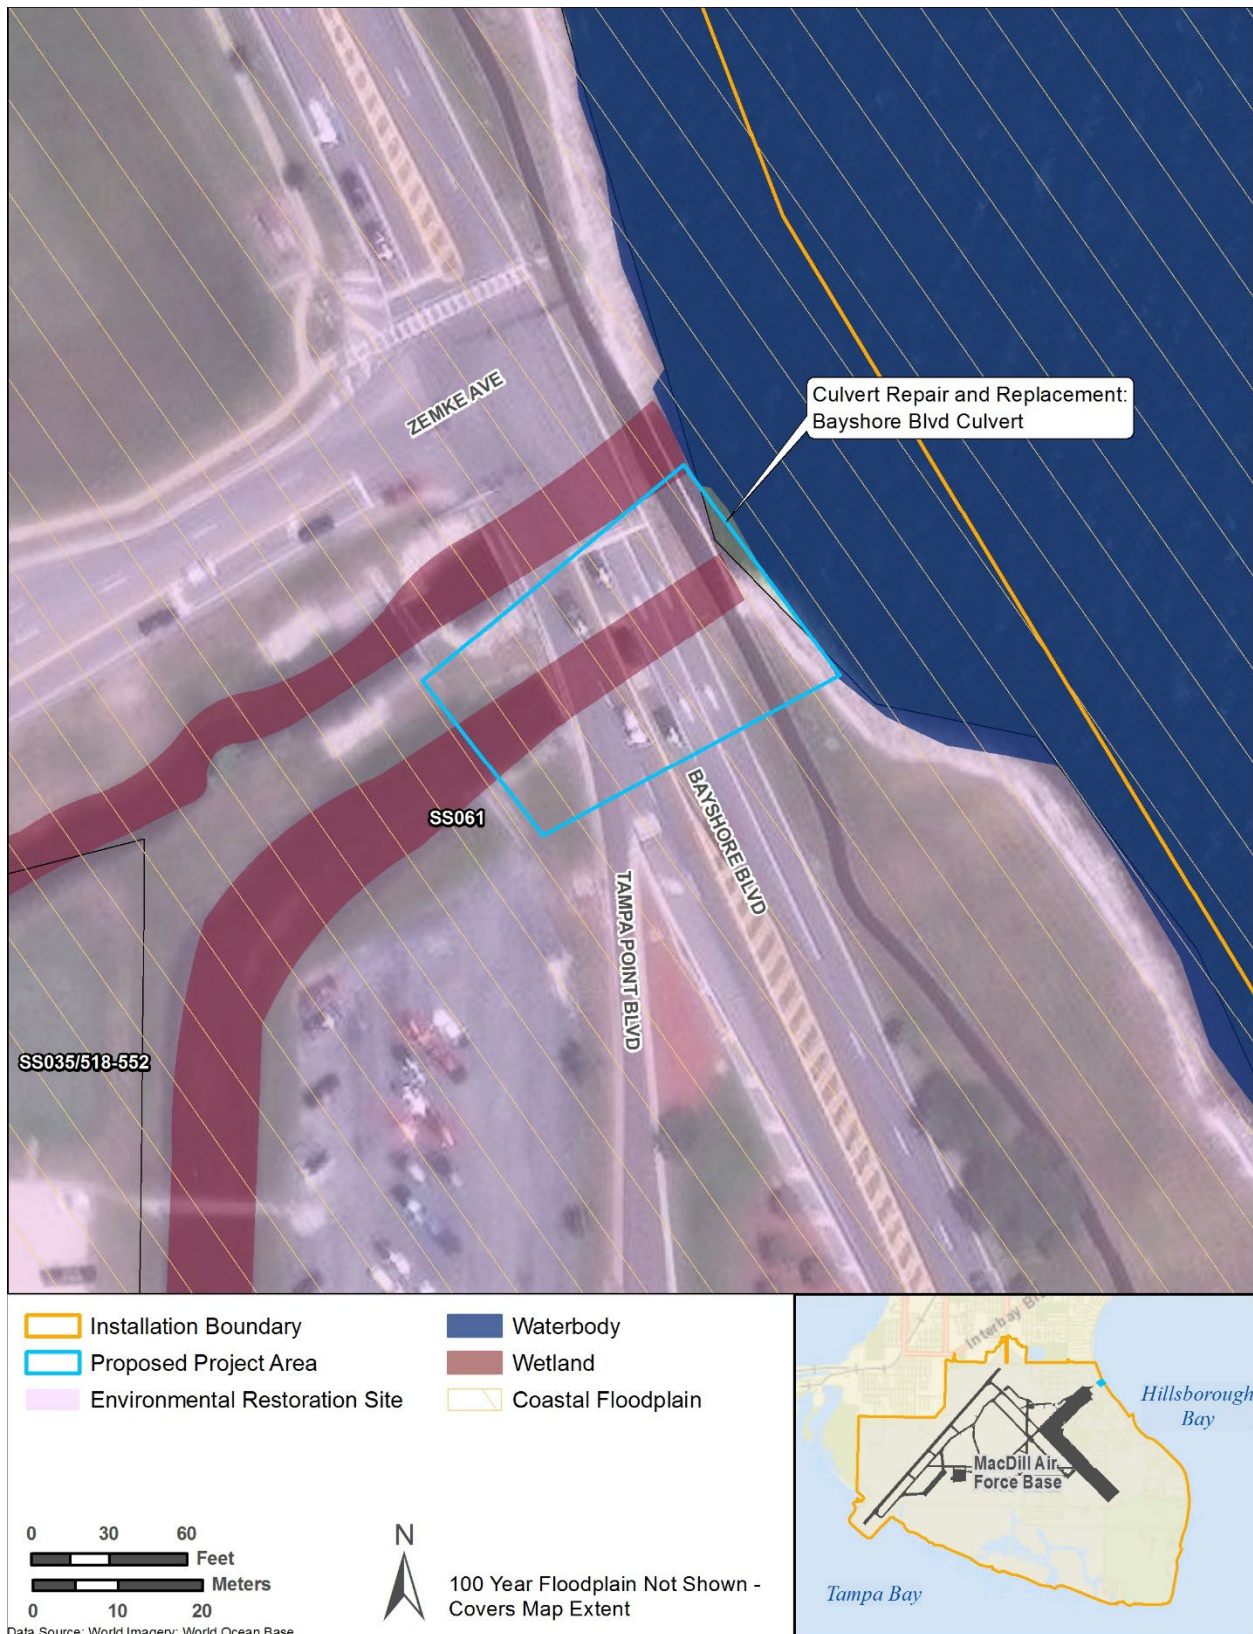 ZEMKE AVE
Culvert Repair and Replacement:
Bayshore Blvd Culvert
SS061
BAYSHORE BLVD
TAMPA POINT BLVD
SS035/518-552
Installation Boundary
Proposed Project Area
Environmental Restoration Site
Waterbody
Wetland
Coastal Floodplain
0 30 60
Feet
Meters
0 10 20
Data Source: World Imagery: World Ocean Base
N
100 Year Floodplain Not Shown -
Covers Map Extent
Interbay
Hillsborough
Bay
MacDill Air
Force Base
Tampa Bay